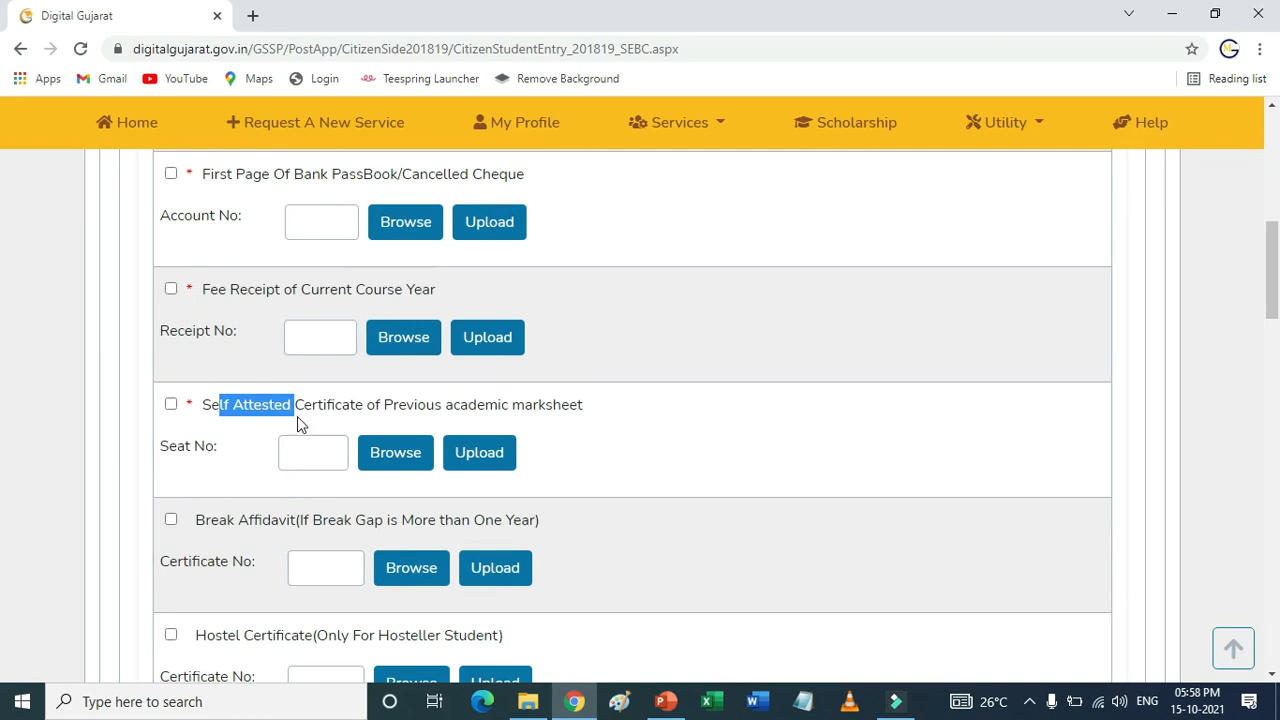 Digital Gujarat
digitalgujarat.gov.in/GSSP/PostApp/CitizenSide201819/CitizenStudentEntry_201819_SEBC.aspx
Apps Gmail YouTube Maps Login Teespring Launcher Remove Background Reading list
Home Request A New Service My Profile Services Scholarship Utility Help
* First Page Of Bank PassBook/Cancelled Cheque
Account No: Browse Upload
* Fee Receipt of Current Course Year
Receipt No: Browse Upload
* Self Attested Certificate of Previous academic marksheet
Seat No: Browse Upload
Break Affidavit(If Break Gap is More than One Year)
Certificate No: Browse Upload
Hostel Certificate(Only For Hosteller Student)
Certificate No: Browse Upload
Type here to search 26°C ENG 05:58 PM
15-10-2021